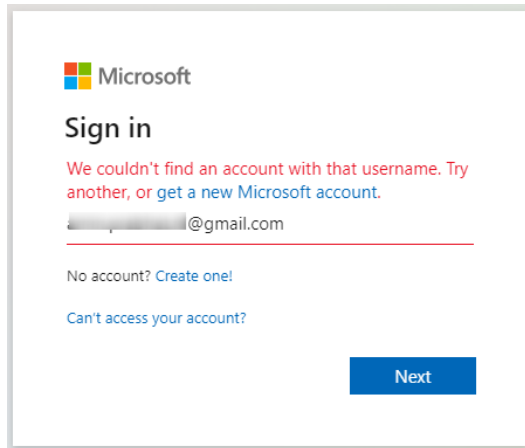 Microsoft
Sign in
We couldn't find an account with that username. Try
another, or get a new Microsoft account.
@gmail.com
No account? Create one!
Can't access your account?
Next